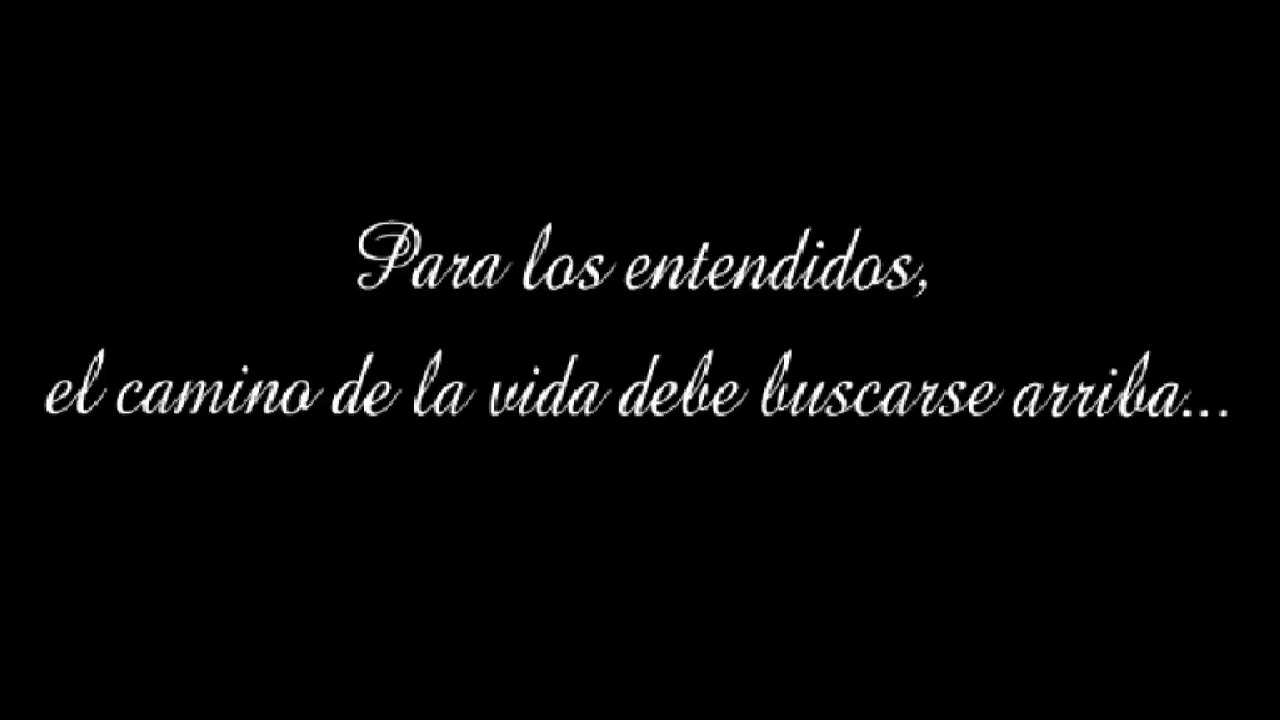 Para los entendidos,
el camino de la vida debe buscarse arriba...